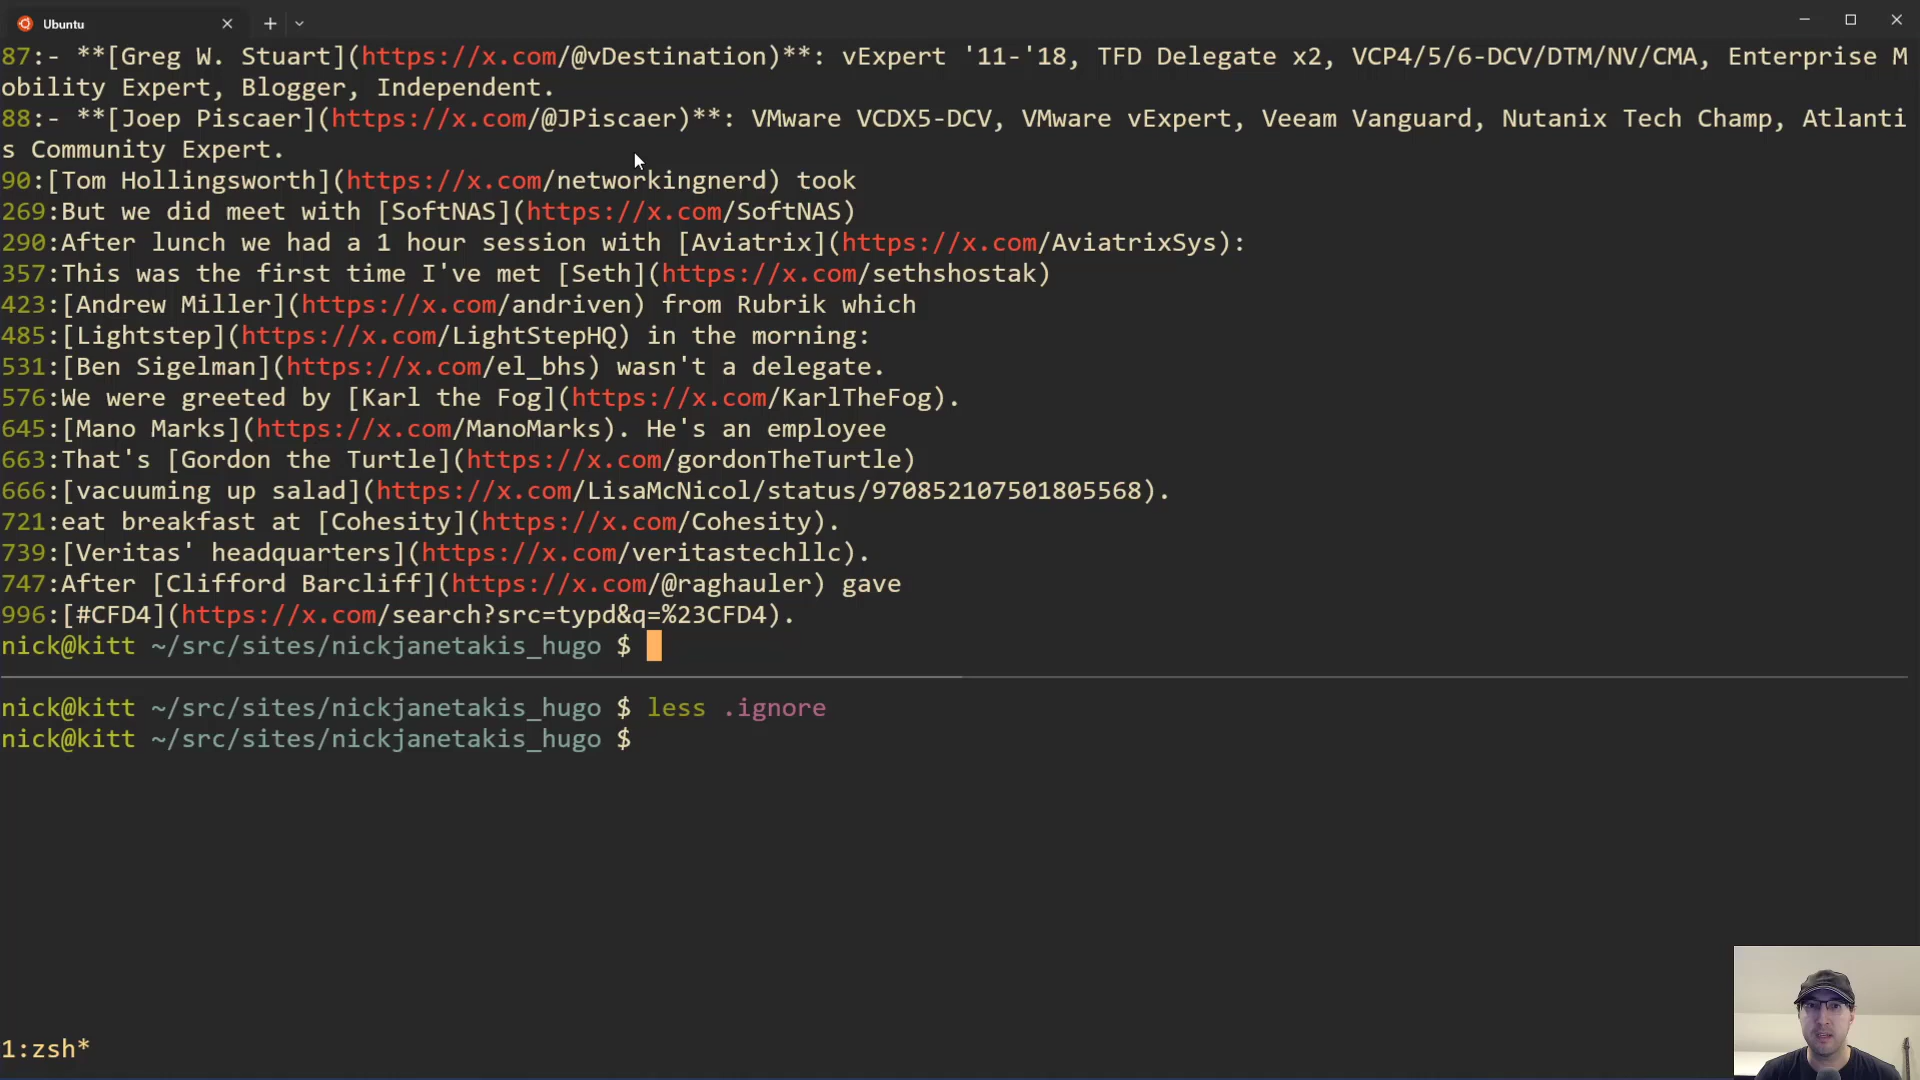 Ubuntu
87:- **[Greg W. Stuart](https://x.com/@vDestination)**: vExpert '11-'18, TFD Delegate x2, VCP4/5/6-DCV/DTM/NV/CMA, Enterprise M
obility Expert, Blogger, Independent.
88:- **[Joep Piscaer](https://x.com/@JPiscaer)**: VMware VCDX5-DCV, VMware vExpert, Veeam Vanguard, Nutanix Tech Champ, Atlanti
s Community Expert.
90:[Tom Hollingsworth](https://x.com/networkingnerd) took
269:But we did meet with [SoftNAS](https://x.com/SoftNAS)
290:After lunch we had a 1 hour session with [Aviatrix](https://x.com/AviatrixSys):
357:This was the first time I've met [Seth](https://x.com/sethshostak)
423:[Andrew Miller](https://x.com/andriven) from Rubrik which
485:[Lightstep](https://x.com/LightStepHQ) in the morning:
531:[Ben Sigelman](https://x.com/el_bhs) wasn't a delegate.
576:We were greeted by [Karl the Fog](https://x.com/KarlTheFog).
645:[Mano Marks](https://x.com/ManoMarks). He's an employee
663:That's [Gordon the Turtle](https://x.com/gordonTheTurtle)
666:[vacuuming up salad](https://x.com/LisaMcNicol/status/970852107501805568).
721:eat breakfast at [Cohesity](https://x.com/Cohesity).
739:[Veritas' headquarters](https://x.com/veritastechllc).
747:After [Clifford Barcliff](https://x.com/@raghauler) gave
996:[#CFD4](https://x.com/search?src=typd&q=%23CFD4).
nick@kitt ~/src/sites/nickjanetakis_hugo $
nick@kitt ~/src/sites/nickjanetakis_hugo $ less .ignore
nick@kitt ~/src/sites/nickjanetakis_hugo $
1:zsh*